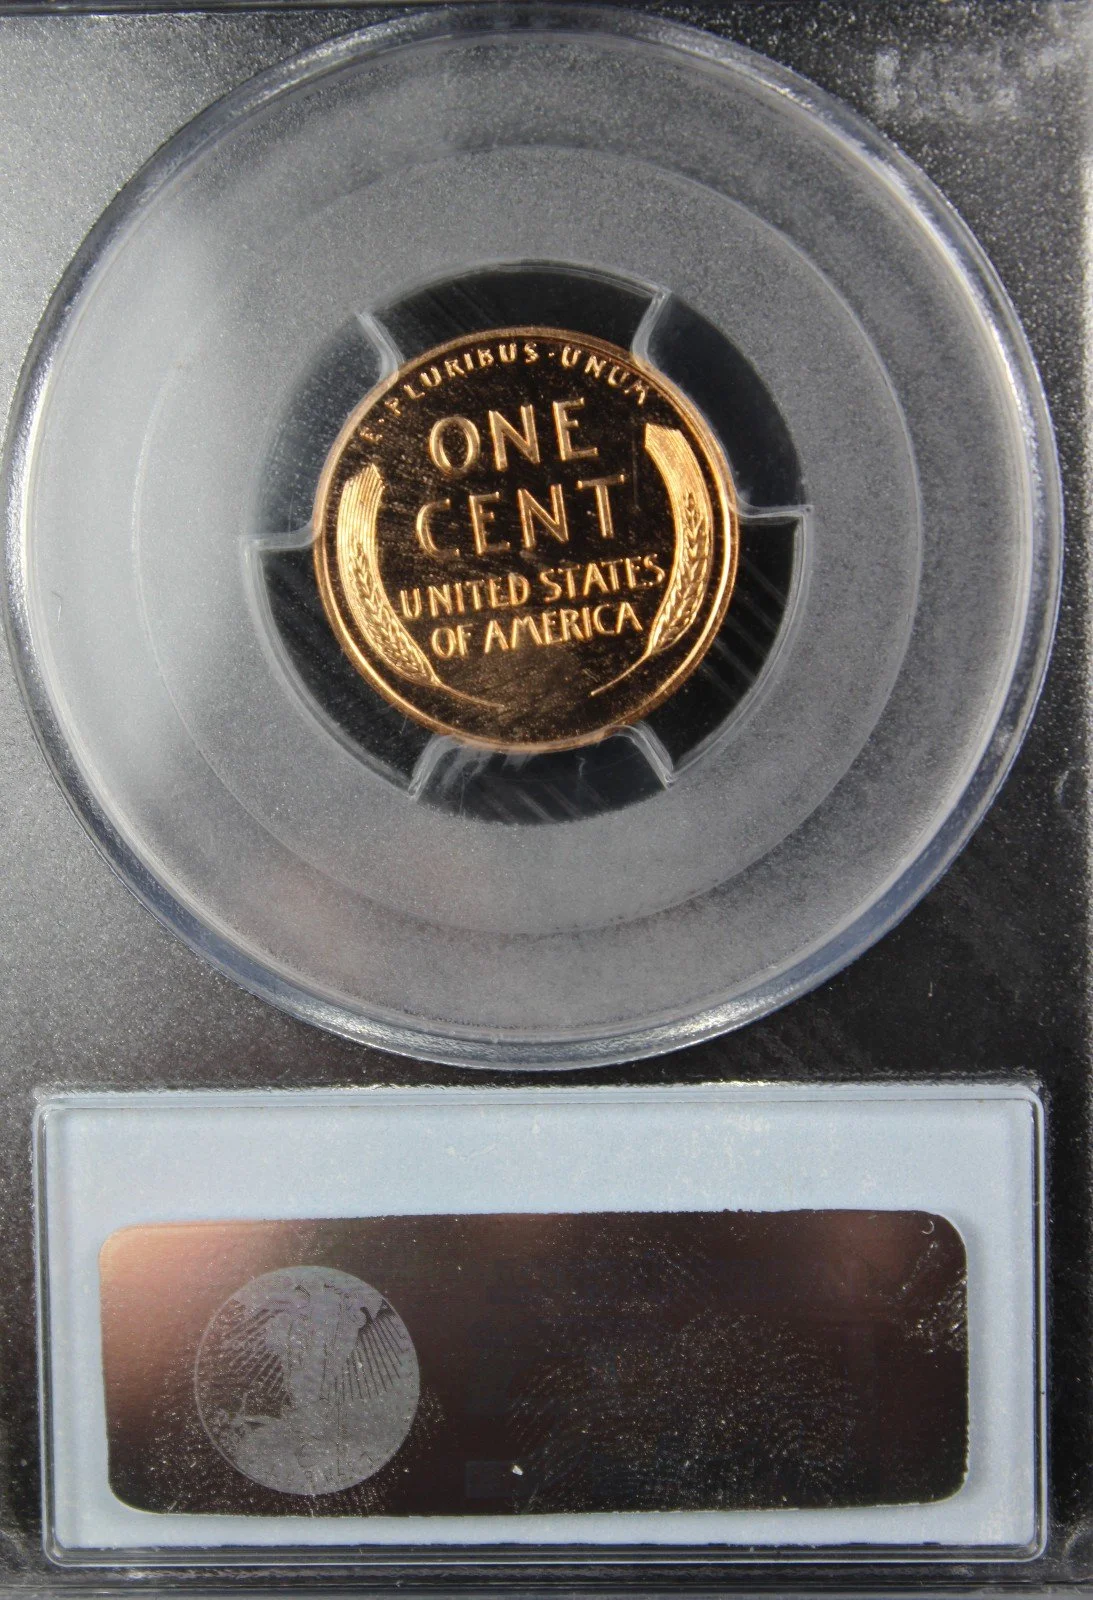 E·PLURIBUS·UNUM
ONE
CENT
UNITED STATES
OF AMERICA